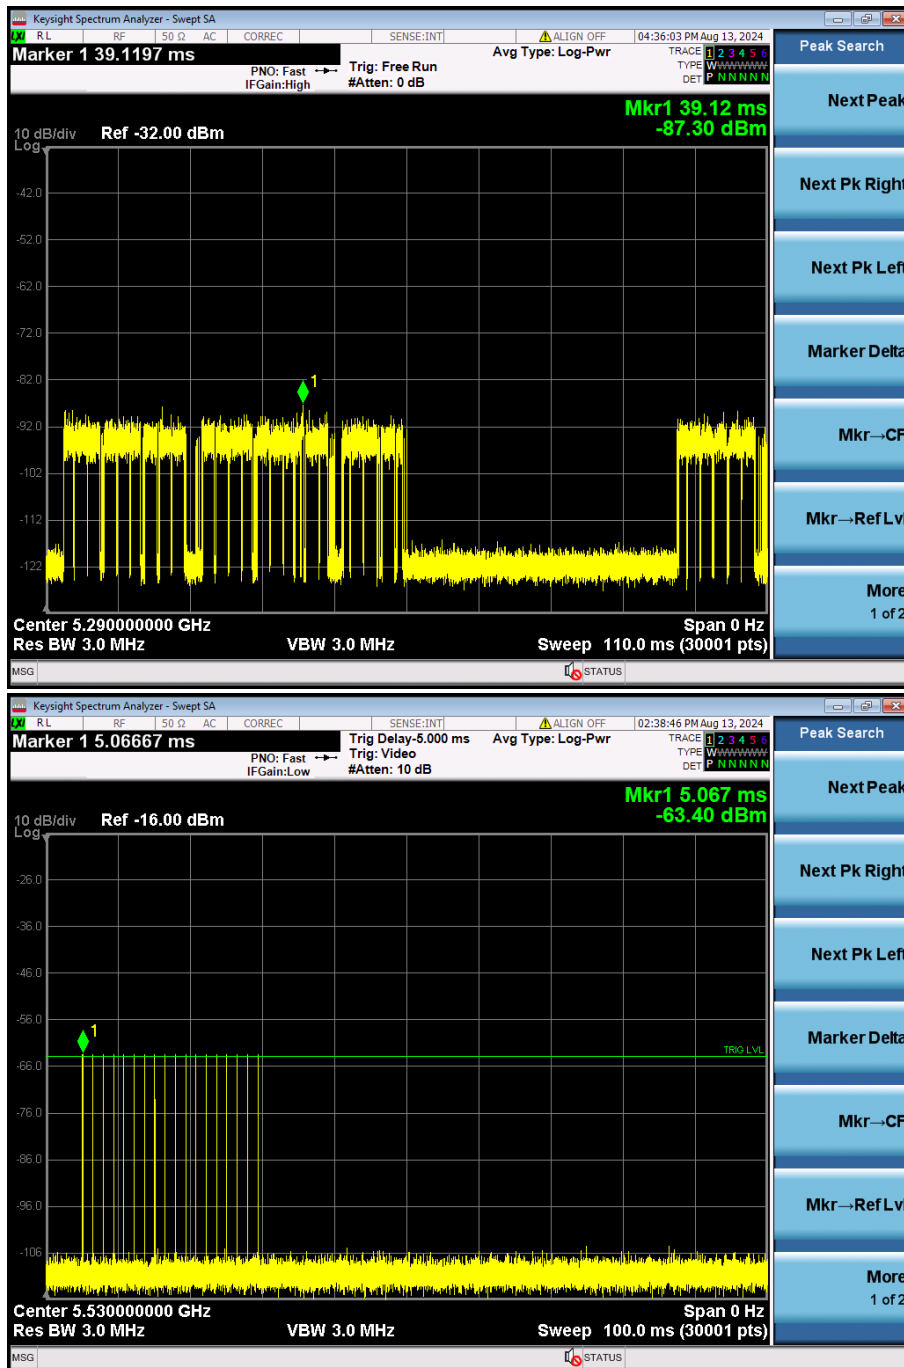 Keysight Spectrum Analyzer - Swept SA
LXI RL RF 50 Ω AC CORREC SENSE:INT ALIGN OFF 04:36:03 PM Aug 13, 2024
Marker 1 39.1197 ms
PNO: Fast
IFGain:High
Trig: Free Run
#Atten: 0 dB
Avg Type: Log-Pwr
TRACE 1 2 3 4 5 6
TYPE W
DET P N N N N N
Peak Search
Mkr1 39.12 ms
-87.30 dBm
10 dB/div Ref -32.00 dBm
Log
1
-42.0
-52.0
-62.0
-72.0
-82.0
-92.0
-102
-112
-122
Center 5.290000000 GHz Span 0 Hz
Res BW 3.0 MHz VBW 3.0 MHz Sweep 110.0 ms (30001 pts)
MSG STATUS
Next Peak
Next Pk Right
Next Pk Left
Marker Delta
Mkr→CF
Mkr→Ref Lvl
More
1 of 2
Keysight Spectrum Analyzer - Swept SA
LXI RL RF 50 Ω AC CORREC SENSE:INT ALIGN OFF 02:38:46 PM Aug 13, 2024
Marker 1 5.06667 ms
PNO: Fast
IFGain:Low
Trig Delay-5.000 ms
Trig: Video
#Atten: 10 dB
Avg Type: Log-Pwr
TRACE 1 2 3 4 5 6
TYPE W
DET P N N N N N
Peak Search
Mkr1 5.067 ms
-63.40 dBm
10 dB/div Ref -16.00 dBm
Log
1
TRIG LVL
-26.0
-36.0
-46.0
-56.0
-66.0
-76.0
-86.0
-96.0
-106
Center 5.530000000 GHz Span 0 Hz
Res BW 3.0 MHz VBW 3.0 MHz Sweep 100.0 ms (30001 pts)
MSG STATUS
Next Peak
Next Pk Right
Next Pk Left
Marker Delta
Mkr→CF
Mkr→Ref Lvl
More
1 of 2